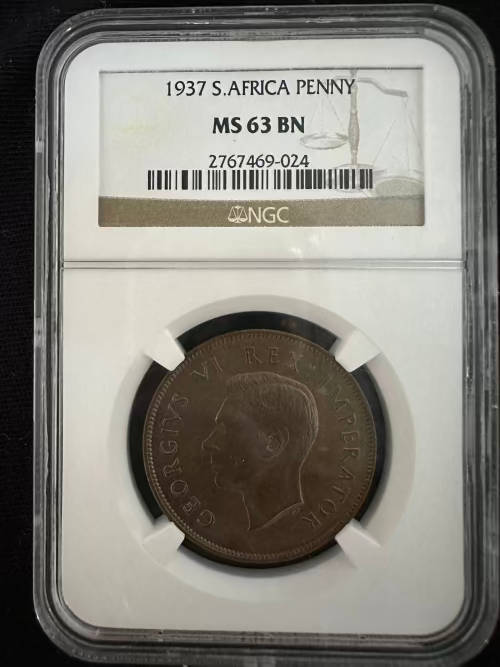 1937 S.AFRICA PENNY
MS 63 BN
2767469-024
NGC
GEORGIVS VI REX IMPERATOR